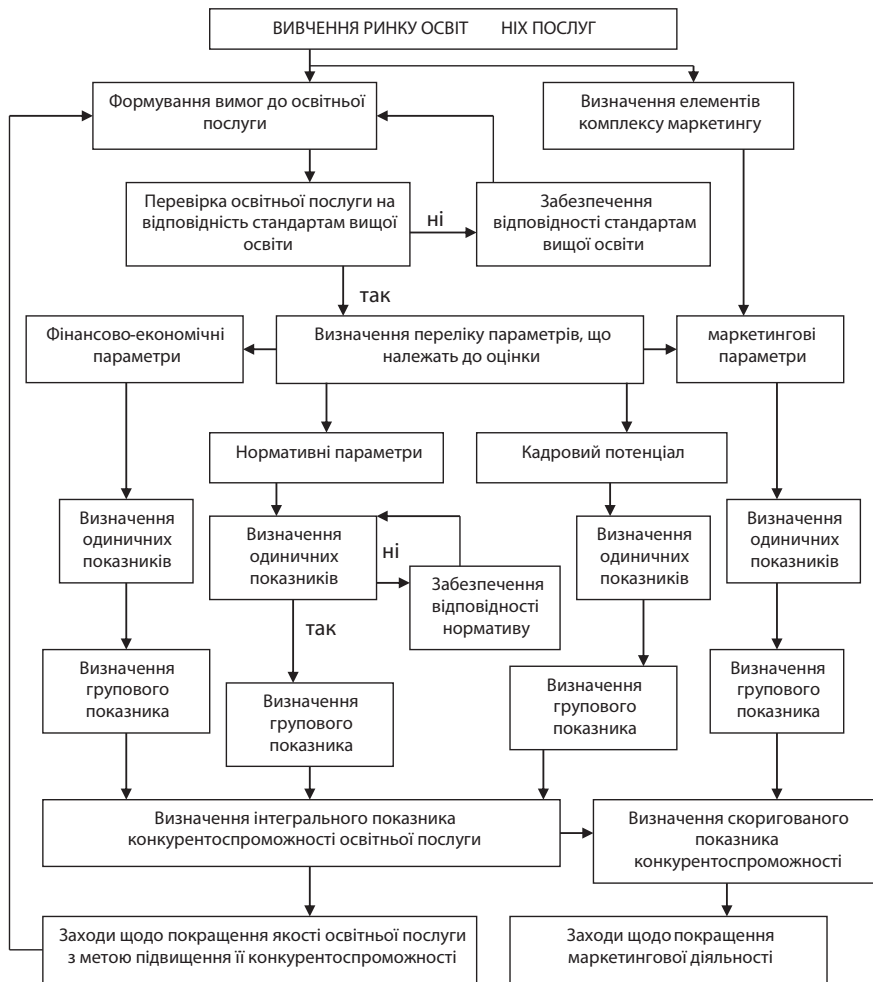 ВИВЧЕННЯ РИНКУ ОСВІТ НІХ ПОСЛУГ
Формування вимог до освітньої
послуги
Визначення елементів
комплексу маркетингу
Перевірка освітньої послуги на
відповідність стандартам вищої
освіти
ні
Забезпечення
відповідності стандартам
вищої освіти
так
Фінансово-економічні
параметри
Визначення переліку параметрів, що
належать до оцінки
маркетингові
параметри
Нормативні параметри
Кадровий потенціал
Визначення
одиничних
показників
Визначення
одиничних
показників
ні
Забезпечення
відповідності
нормативу
Визначення
одиничних
показників
Визначення
одиничних
показників
так
Визначення
групового
показника
Визначення
групового
показника
Визначення
групового
показника
Визначення
групового
показника
Визначення інтегрального показника
конкурентоспроможності освітньої послуги
Визначення скоригованого
показника
конкурентоспроможності
Заходи щодо покращення якості освітньої послуги
з метою підвищення її конкурентоспроможності
Заходи щодо покращення
маркетингової діяльності